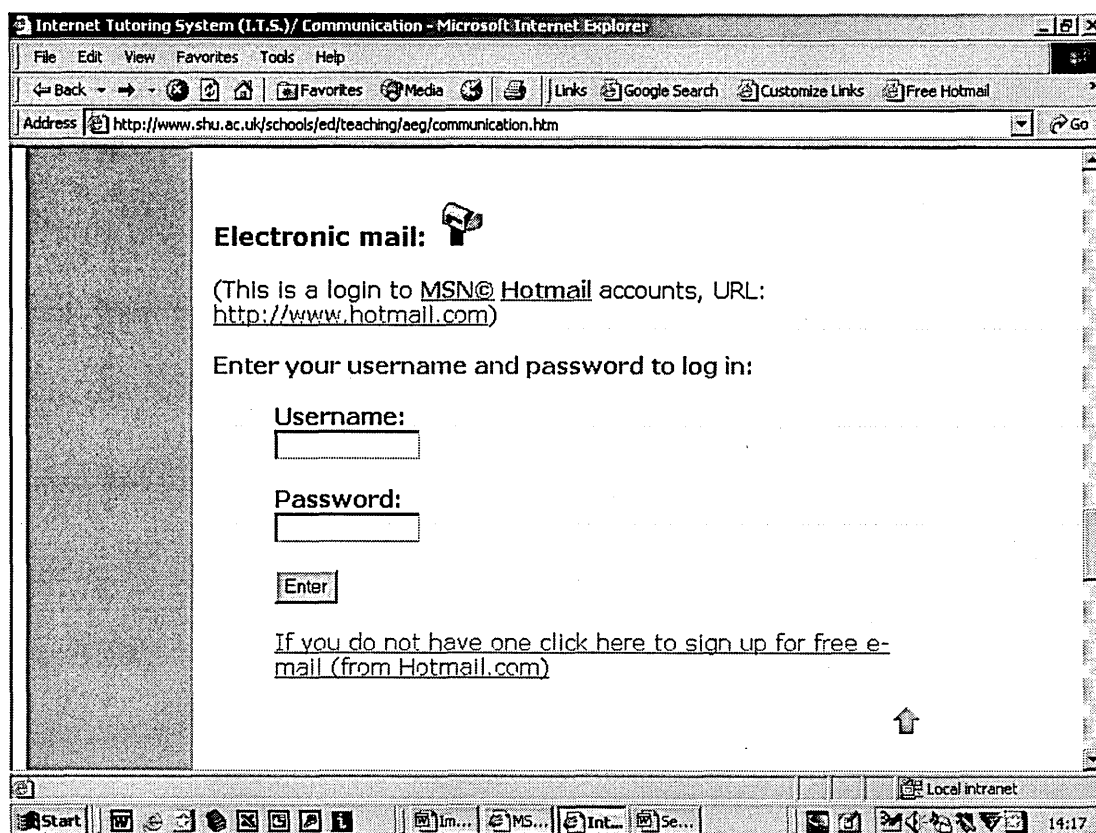 Internet Tutoring System (I.T.S.)/ Communication - Microsoft Internet Explorer
File Edit View Favorites Tools Help
Back Favorites Media Links Google Search Customize Links Free Hotmail
Address http://www.shu.ac.uk/schools/ed/teaching/aeg/communication.htm Go
Electronic mail:
(This is a login to MSN© Hotmail accounts, URL:
http://www.hotmail.com)
Enter your username and password to log in:
Username:
Password:
Enter
If you do not have one click here to sign up for free e-
mail (from Hotmail.com)
Local intranet
Start Im... MS... Int... Se... 14:17